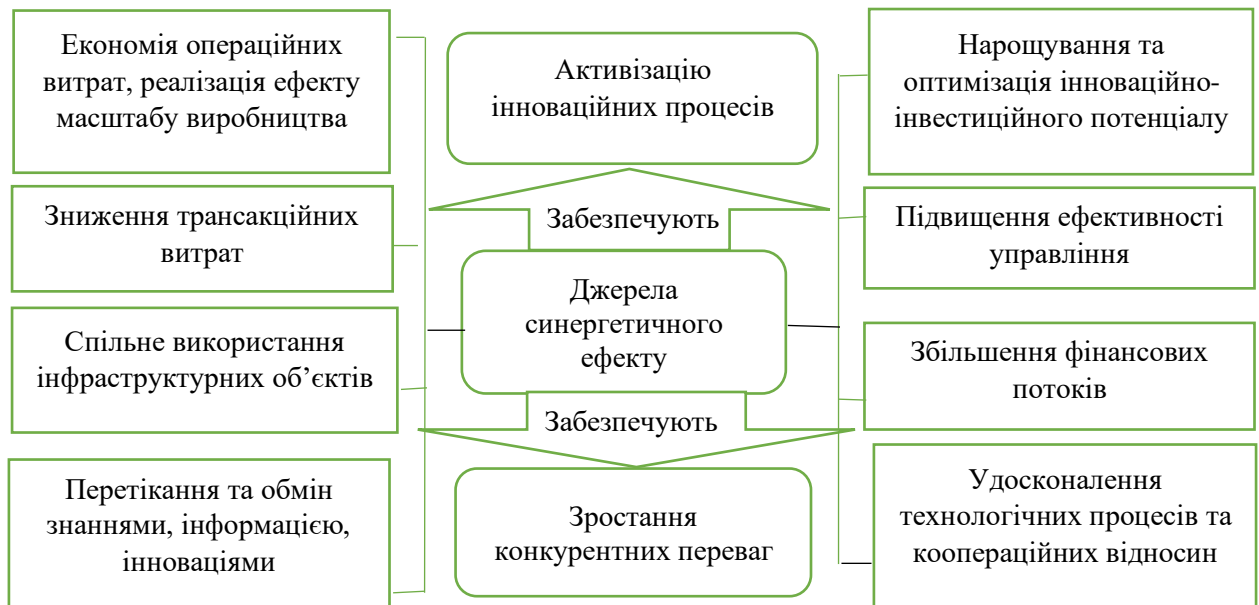 Економія операційних
витрат, реалізація ефекту
масштабу виробництва
Зниження трансакційних
витрат
Спільне використання
інфраструктурних об’єктів
Перетікання та обмін
знаннями, інформацією,
інноваціями
Активізацію
інноваційних процесів
Забезпечують
Джерела
синергетичного
ефекту
Забезпечують
Зростання
конкурентних переваг
Нарощування та
оптимізація інноваційно-
інвестиційного потенціалу
Підвищення ефективності
управління
Збільшення фінансових
потоків
Удосконалення
технологічних процесів та
коопераційних відносин